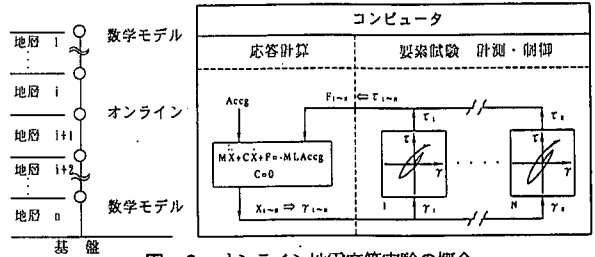 コンピュータ
応答計算
要素試験 計測・制御
地層 1
数学モデル
地層 i
オンライン
地層 i+1
地層 i+2
地層 n
数学モデル
基 盤
Accg
F₁~ₙ ⇐ τ₁~ₙ
MẌ+CẊ+F=-MLAccg
C=0
X₁~ₙ ⇒ γ₁~ₙ
τ₁
τ
γ
1
γ₁
τₙ
τ
γ
N
γₙ
オンライン地震応答実験の概念